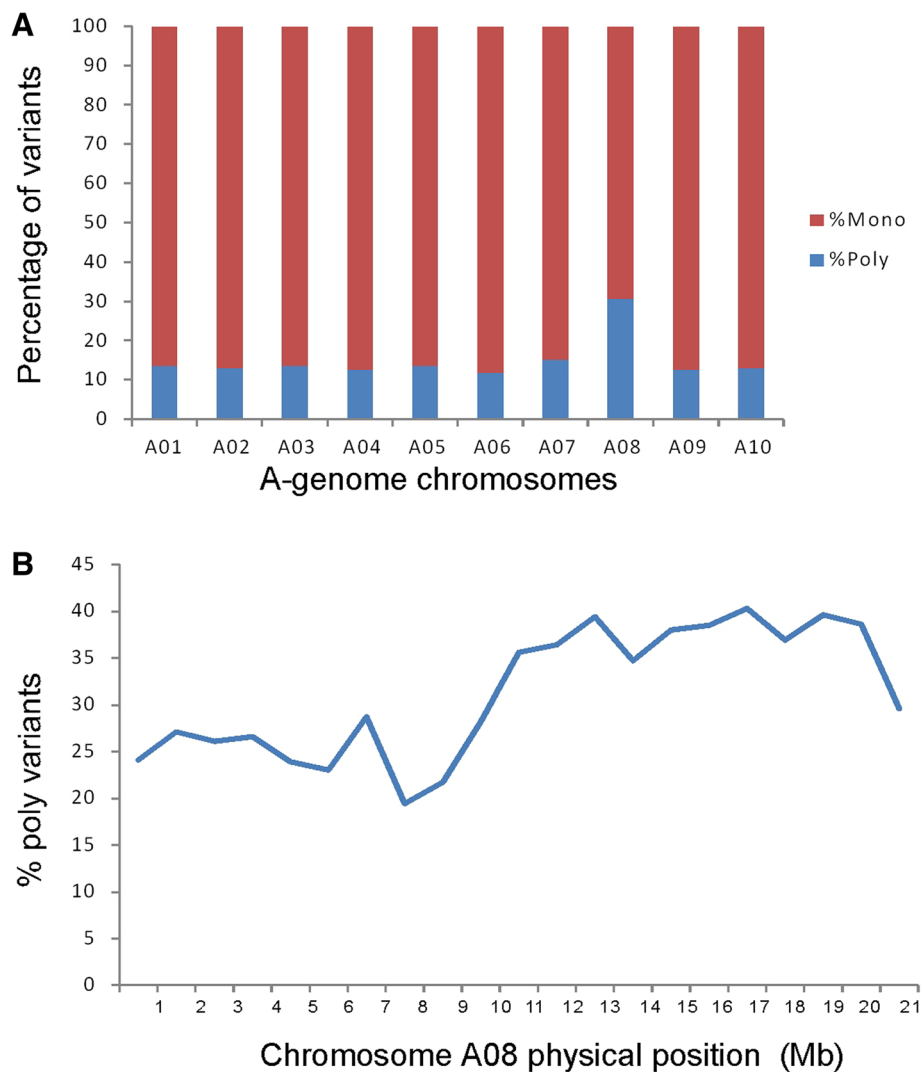 A
Percentage of variants
100
90
80
70
60
50
40
30
20
10
0
A01 A02 A03 A04 A05 A06 A07 A08 A09 A10
A-genome chromosomes
%Mono
%Poly
B
% poly variants
45
40
35
30
25
20
15
10
5
0
1 2 3 4 5 6 7 8 9 10 11 12 13 14 15 16 17 18 19 20 21
Chromosome A08 physical position (Mb)